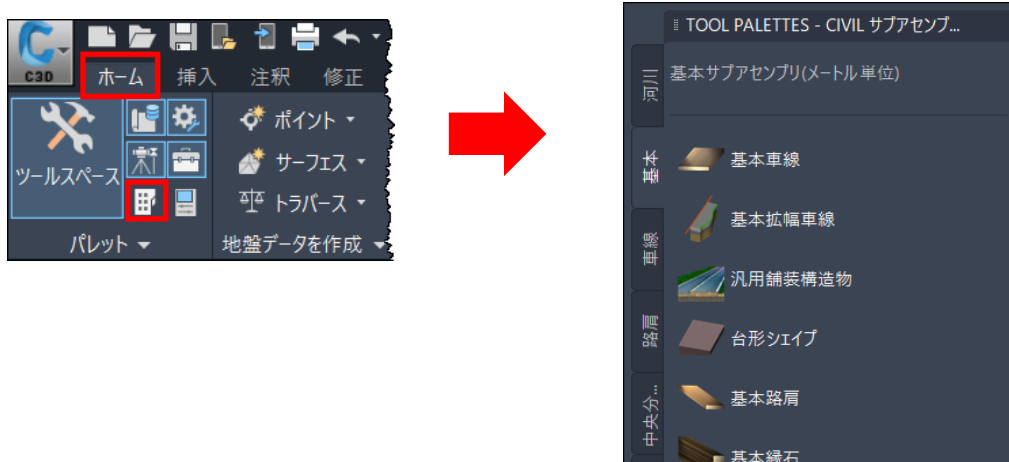 C3D
ホーム 挿入 注釈 修正
ツールスペース
ポイント
サーフェス
トラバース
パレット
地盤データを作成
TOOL PALETTES - CIVIL サブアセンブ...
基本サブアセンブリ(メートル単位)
河川
基本
車線
路肩
中央分...
基本車線
基本拡幅車線
汎用舗装構造物
台形シェイプ
基本路肩
基本縁石